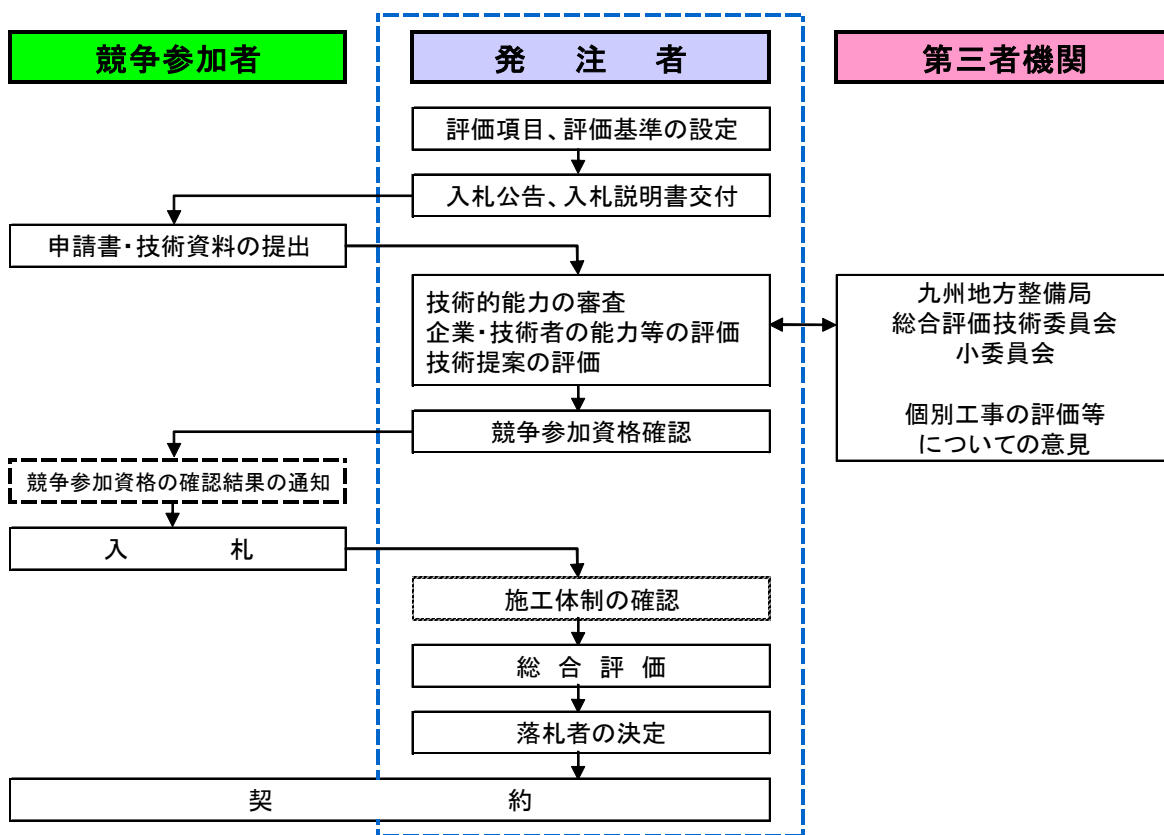 競争参加者
発注者
第三者機関
評価項目、評価基準の設定
入札公告、入札説明書交付
申請書・技術資料の提出
技術的能力の審査
企業・技術者の能力等の評価
技術提案の評価
九州地方整備局
総合評価技術委員会
小委員会
個別工事の評価等
についての意見
競争参加資格確認
競争参加資格の確認結果の通知
入札
施工体制の確認
総合評価
落札者の決定
契約